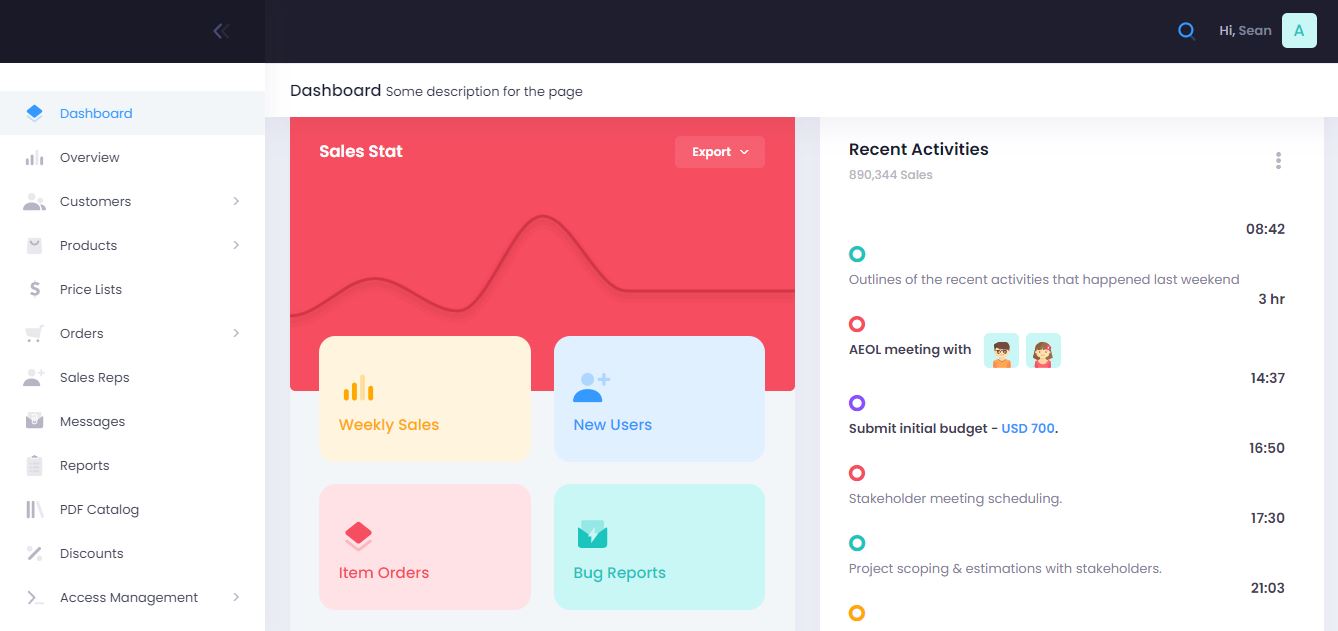 Hi, Sean
A
Dashboard Some description for the page
Dashboard
Overview
Customers
Products
Price Lists
Orders
Sales Reps
Messages
Reports
PDF Catalog
Discounts
Access Management
Sales Stat
Export
Weekly Sales
New Users
Item Orders
Bug Reports
Recent Activities
890,344 Sales
08:42
Outlines of the recent activities that happened last weekend
3 hr
AEOL meeting with
14:37
Submit initial budget - USD 700.
16:50
Stakeholder meeting scheduling.
17:30
Project scoping & estimations with stakeholders.
21:03